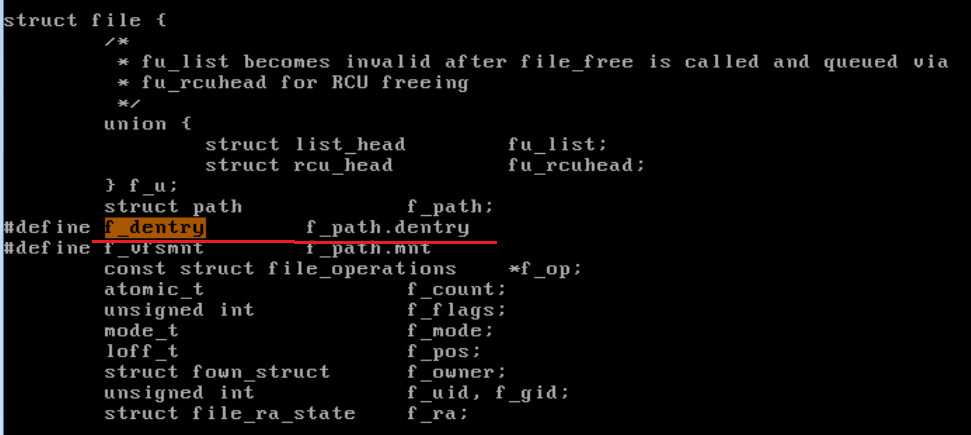 struct file {
/*
* fu_list becomes invalid after file_free is called and queued via
* fu_rcuhead for RCU freeing
*/
union {
struct list_head fu_list;
struct rcu_head fu_rcuhead;
} f_u;
struct path f_path;
#define f_dentry f_path.dentry
#define f_vfsmnt f_path.mnt
const struct file_operations *f_op;
atomic_t f_count;
unsigned int f_flags;
mode_t f_mode;
loff_t f_pos;
struct fown_struct f_owner;
unsigned int f_uid, f_gid;
struct file_ra_state f_ra;